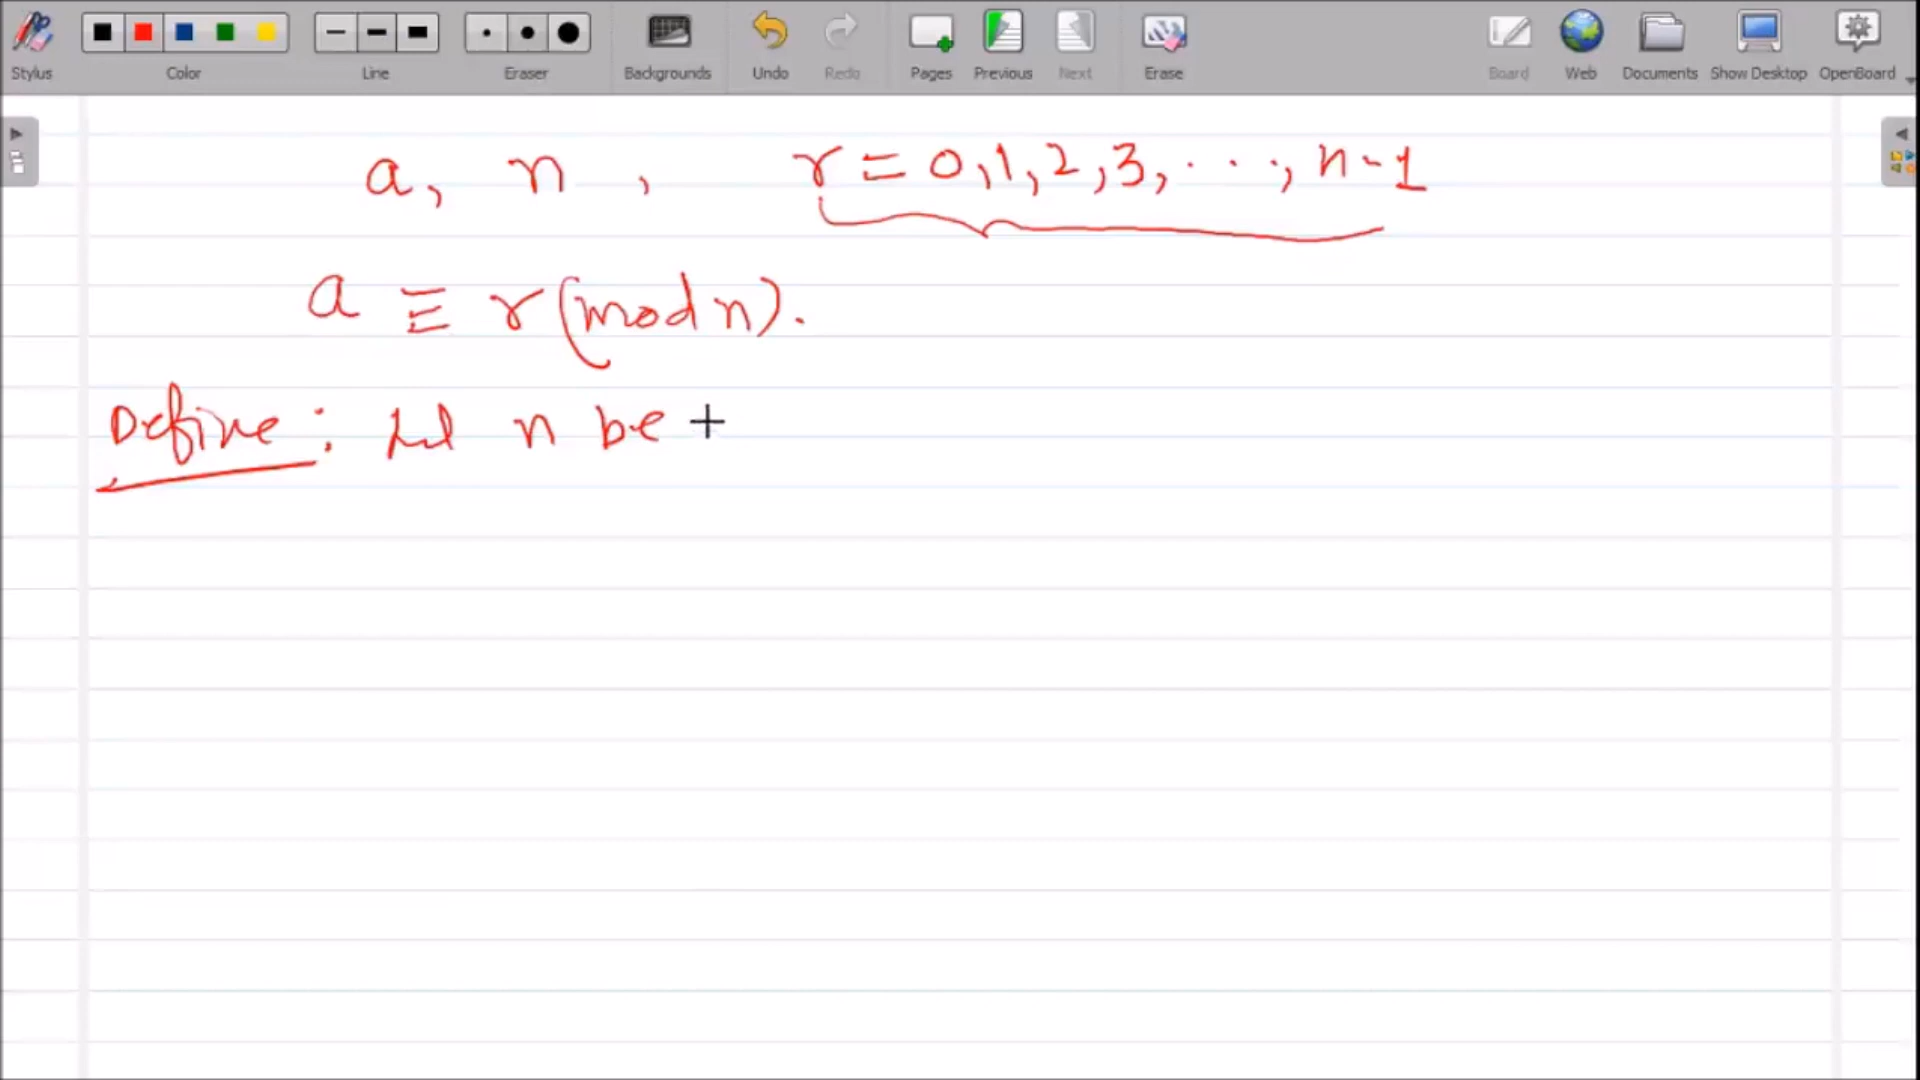 Stylus
Color
Line
Eraser
Backgrounds
Undo
Redo
Pages
Previous
Next
Erase
Board
Web
Documents
Show Desktop
OpenBoard
a, n, r = 0,1,2,3, . . . , n-1
a ≡ r (mod n).
Define : Let n be